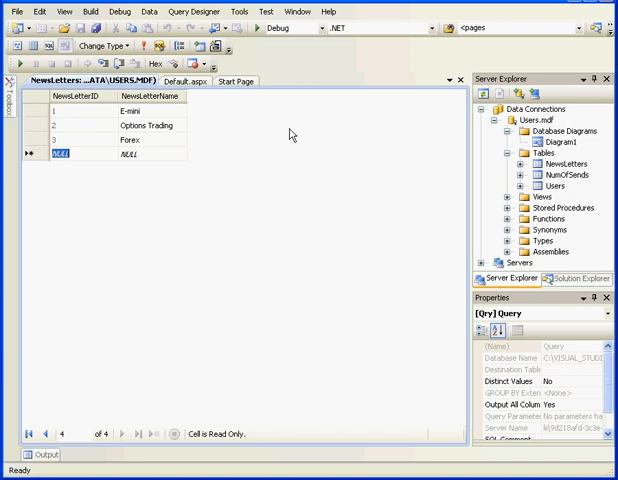 File Edit View Build Debug Data Query Designer Tools Test Window Help
Debug .NET <pages
Change Type
Hex
NewsLetters: ...ATA\USERS.MDF) Default.aspx Start Page
Toolbox
NewsLetterID NewsLetterName
1 E-mini
2 Options Trading
3 Forex
NULL NULL
4 of 4 Cell is Read Only.
Server Explorer
Data Connections
Users.mdf
Database Diagrams
Diagram1
Tables
NewsLetters
NumOfSends
Users
Views
Stored Procedures
Functions
Synonyms
Types
Assemblies
Servers
Server Explorer Solution Explorer
Properties
[Qry] Query
(Name) Query
Database Name C:\VISUAL_STUDI
Destination Table
Distinct Values No
GROUP BY Exten <None>
Output All Colum Yes
Query Parameter No parameters ha
Server Name lil\9d218afd-3c3e-
SQL Comment
Output
Ready